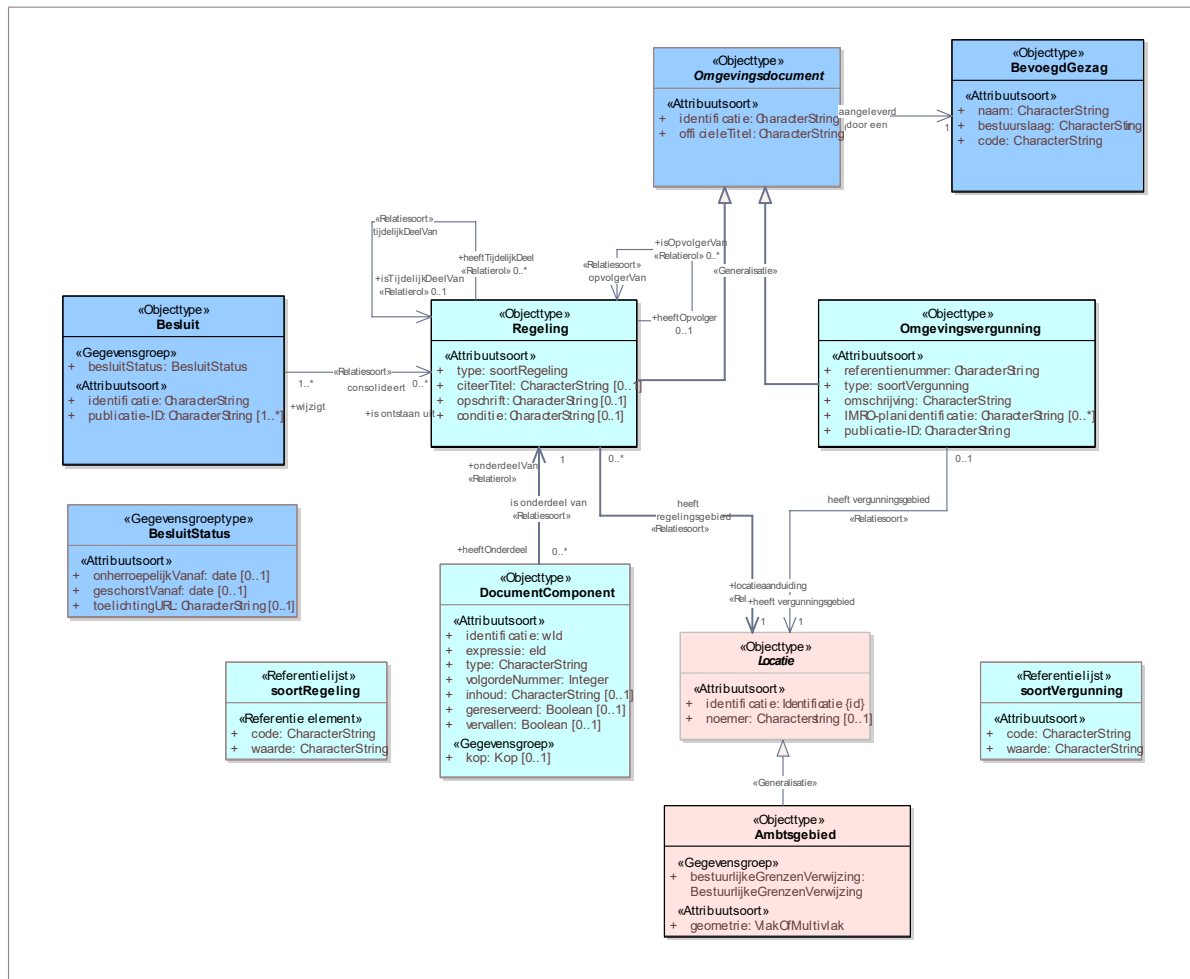 «Objecttype»
Omgevingsdocument
«Attribuutsoort»
+ identificatie: CharacterString
+ officieleTitel: CharacterString
«Objecttype»
BevoegdGezag
«Attribuutsoort»
+ naam: CharacterString
+ bestuurslaag: CharacterString
+ code: CharacterString
aangeleverd
door een
1
«Relatiesoort»
tijdelijkDeelVan
+heeftTijdelijkDeel
«Relatierol» 0..*
+isTijdelijkDeelVan
«Relatierol» 0..1
+isOpvolgerVan
«Relatierol» 0..*
«Relatiesoort»
opvolgerVan
+heeftOpvolger
0..1
«Generalisatie»
«Objecttype»
Besluit
«Gegevensgroep»
+ besluitStatus: BesluitStatus
«Attribuutsoort»
+ identificatie: CharacterString
+ publicatie-ID: CharacterString [1..*]
1..*
+wijzigt
«Relatiesoort»
consolideert
0..*
+is ontstaan uit
«Objecttype»
Regeling
«Attribuutsoort»
+ type: soortRegeling
+ citeerTitel: CharacterString [0..1]
+ opschrift: CharacterString [0..1]
+ conditie: CharacterString [0..1]
«Objecttype»
Omgevingsvergunning
«Attribuutsoort»
+ referentienummer: CharacterString
+ type: soortVergunning
+ omschrijving: CharacterString
+ IMRO-planidentificatie: CharacterString [0..*]
+ publicatie-ID: CharacterString
+onderdeelVan
«Relatierol»
1
is onderdeel van
«Relatiesoort»
+heeftOnderdeel
0..*
0..*
heeft
regelingsgebied
«Relatiesoort»
0..1
heeft vergunningsgebied
«Relatiesoort»
+locatieaanduiding
«Rel
+heeft vergunningsgebied
1
1
«Gegevensgroeptype»
BesluitStatus
«Attribuutsoort»
+ onherroepelijkVanaf: date [0..1]
+ geschorstVanaf: date [0..1]
+ toelichtingURL: CharacterString [0..1]
«Objecttype»
DocumentComponent
«Attribuutsoort»
+ identificatie: wId
+ expressie: eId
+ type: CharacterString
+ volgordeNummer: Integer
+ inhoud: CharacterString [0..1]
+ gereserveerd: Boolean [0..1]
+ vervallen: Boolean [0..1]
«Gegevensgroep»
+ kop: Kop [0..1]
«Objecttype»
Locatie
«Attribuutsoort»
+ identificatie: Identificatie {id}
+ noemer: Characterstring [0..1]
«Referentielijst»
soortRegeling
«Referentie element»
+ code: CharacterString
+ waarde: CharacterString
«Referentielijst»
soortVergunning
«Attribuutsoort»
+ code: CharacterString
+ waarde: CharacterString
«Generalisatie»
«Objecttype»
Ambtsgebied
«Gegevensgroep»
+ bestuurlijkeGrenzenVerwijzing:
BestuurlijkeGrenzenVerwijzing
«Attribuutsoort»
+ geometrie: VlakOfMultivlak